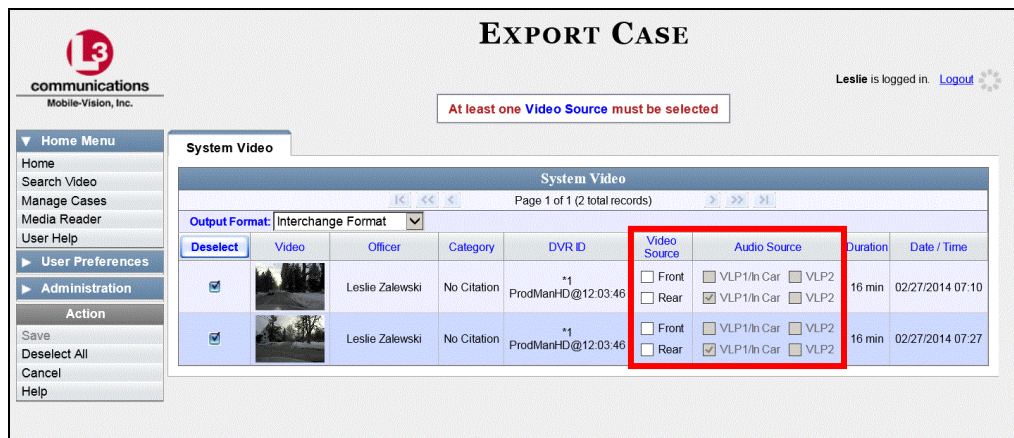 EXPORT CASE
L3
communications
Mobile-Vision, Inc.
Leslie is logged in. Logout
At least one Video Source must be selected
Home Menu
Home
Search Video
Manage Cases
Media Reader
User Help
User Preferences
Administration
Action
Save
Deselect All
Cancel
Help
System Video
System Video
Page 1 of 1 (2 total records)
Output Format: Interchange Format
Deselect Video Officer Category DVR ID Video Source Audio Source Duration Date / Time
Leslie Zalewski No Citation *1 ProdManHD@12:03:46 Front VLP1/In Car VLP2 16 min 02/27/2014 07:10
Rear VLP1/In Car VLP2
Leslie Zalewski No Citation *1 ProdManHD@12:03:46 Front VLP1/In Car VLP2 16 min 02/27/2014 07:27
Rear VLP1/In Car VLP2